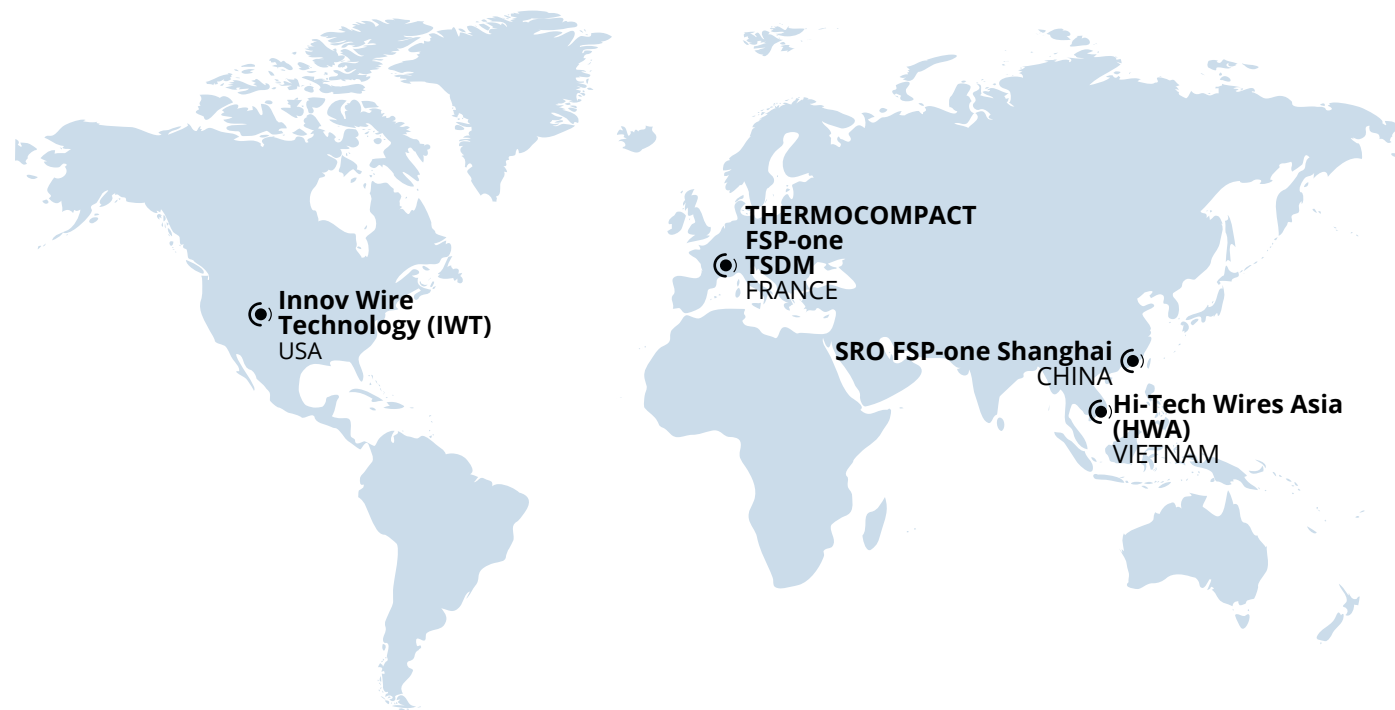 THERMOCOMPACT
FSP-one
TSDM
FRANCE
Innov Wire
Technology (IWT)
USA
SRO FSP-one Shanghai
CHINA
Hi-Tech Wires Asia
(HWA)
VIETNAM